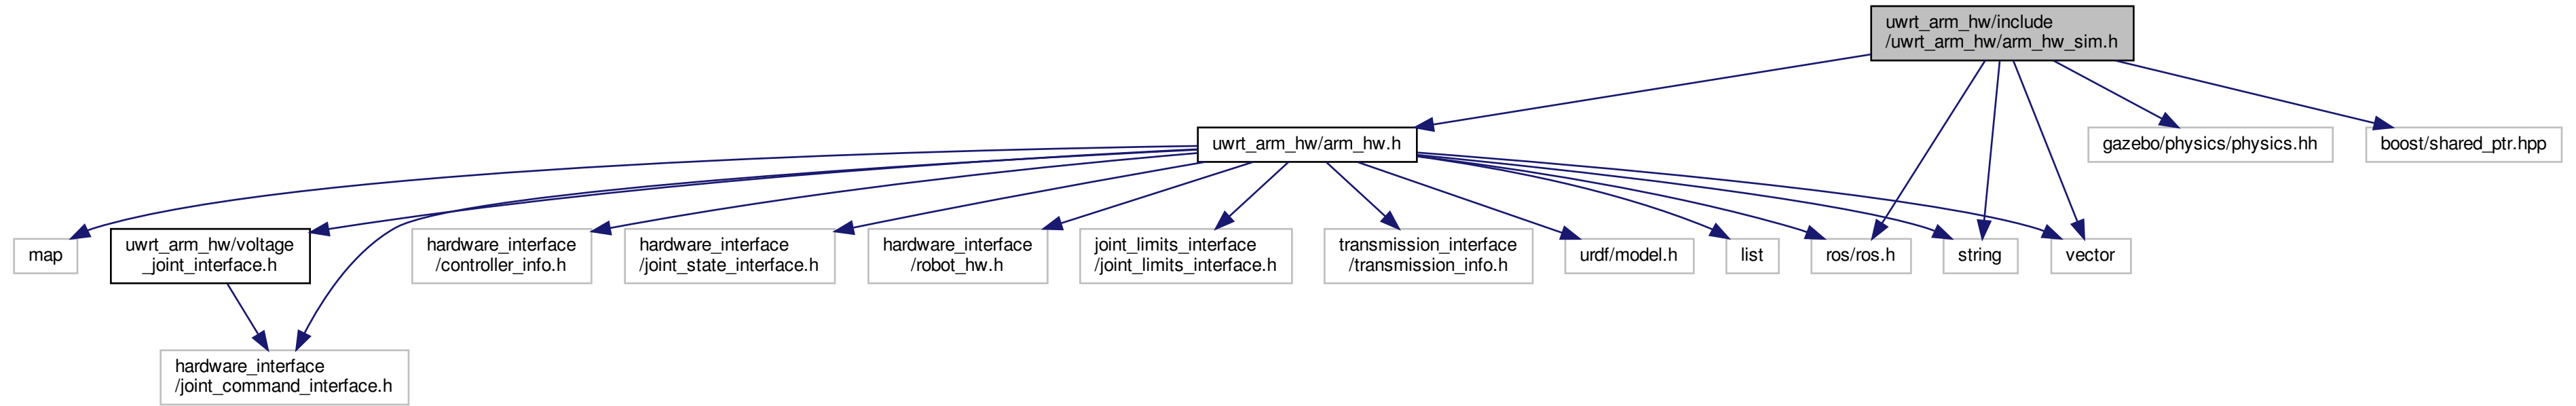 uwrt_arm_hw/include
/uwrt_arm_hw/arm_hw_sim.h
uwrt_arm_hw/arm_hw.h
gazebo/physics/physics.hh
boost/shared_ptr.hpp
map
uwrt_arm_hw/voltage
_joint_interface.h
hardware_interface
/controller_info.h
hardware_interface
/joint_state_interface.h
hardware_interface
/robot_hw.h
joint_limits_interface
/joint_limits_interface.h
transmission_interface
/transmission_info.h
urdf/model.h
list
ros/ros.h
string
vector
hardware_interface
/joint_command_interface.h